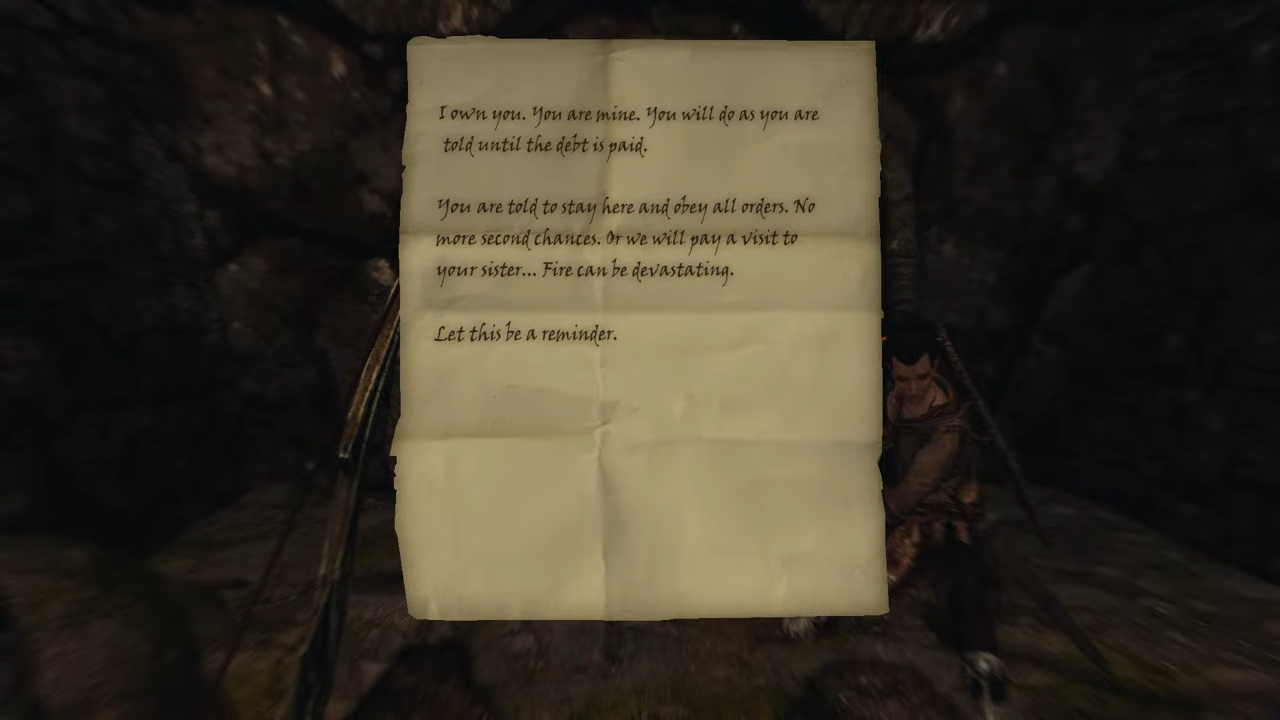 I own you. You are mine. You will do as you are
told until the debt is paid.
You are told to stay here and obey all orders. No
more second chances. Or we will pay a visit to
your sister... Fire can be devastating.
Let this be a reminder.